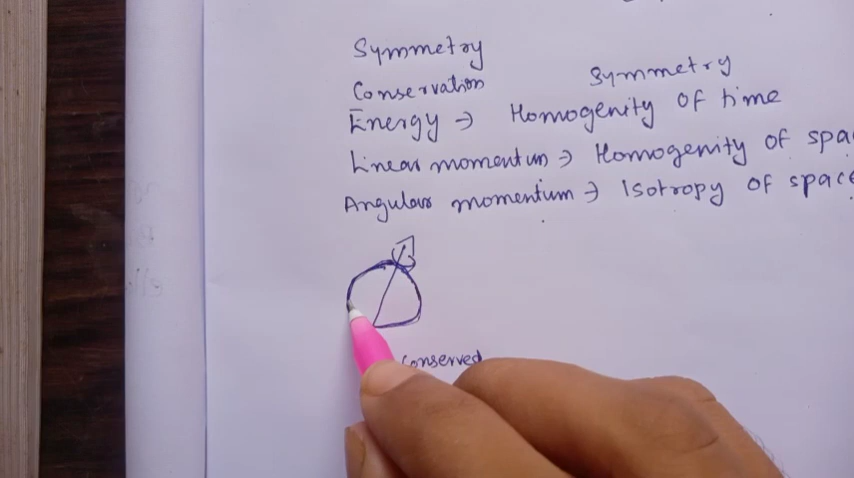 Symmetry
Conservation Symmetry
Energy → Homogenity of time
Linear momentum → Homogenity of spa
Angular momentum → Isotropy of space
Conserved